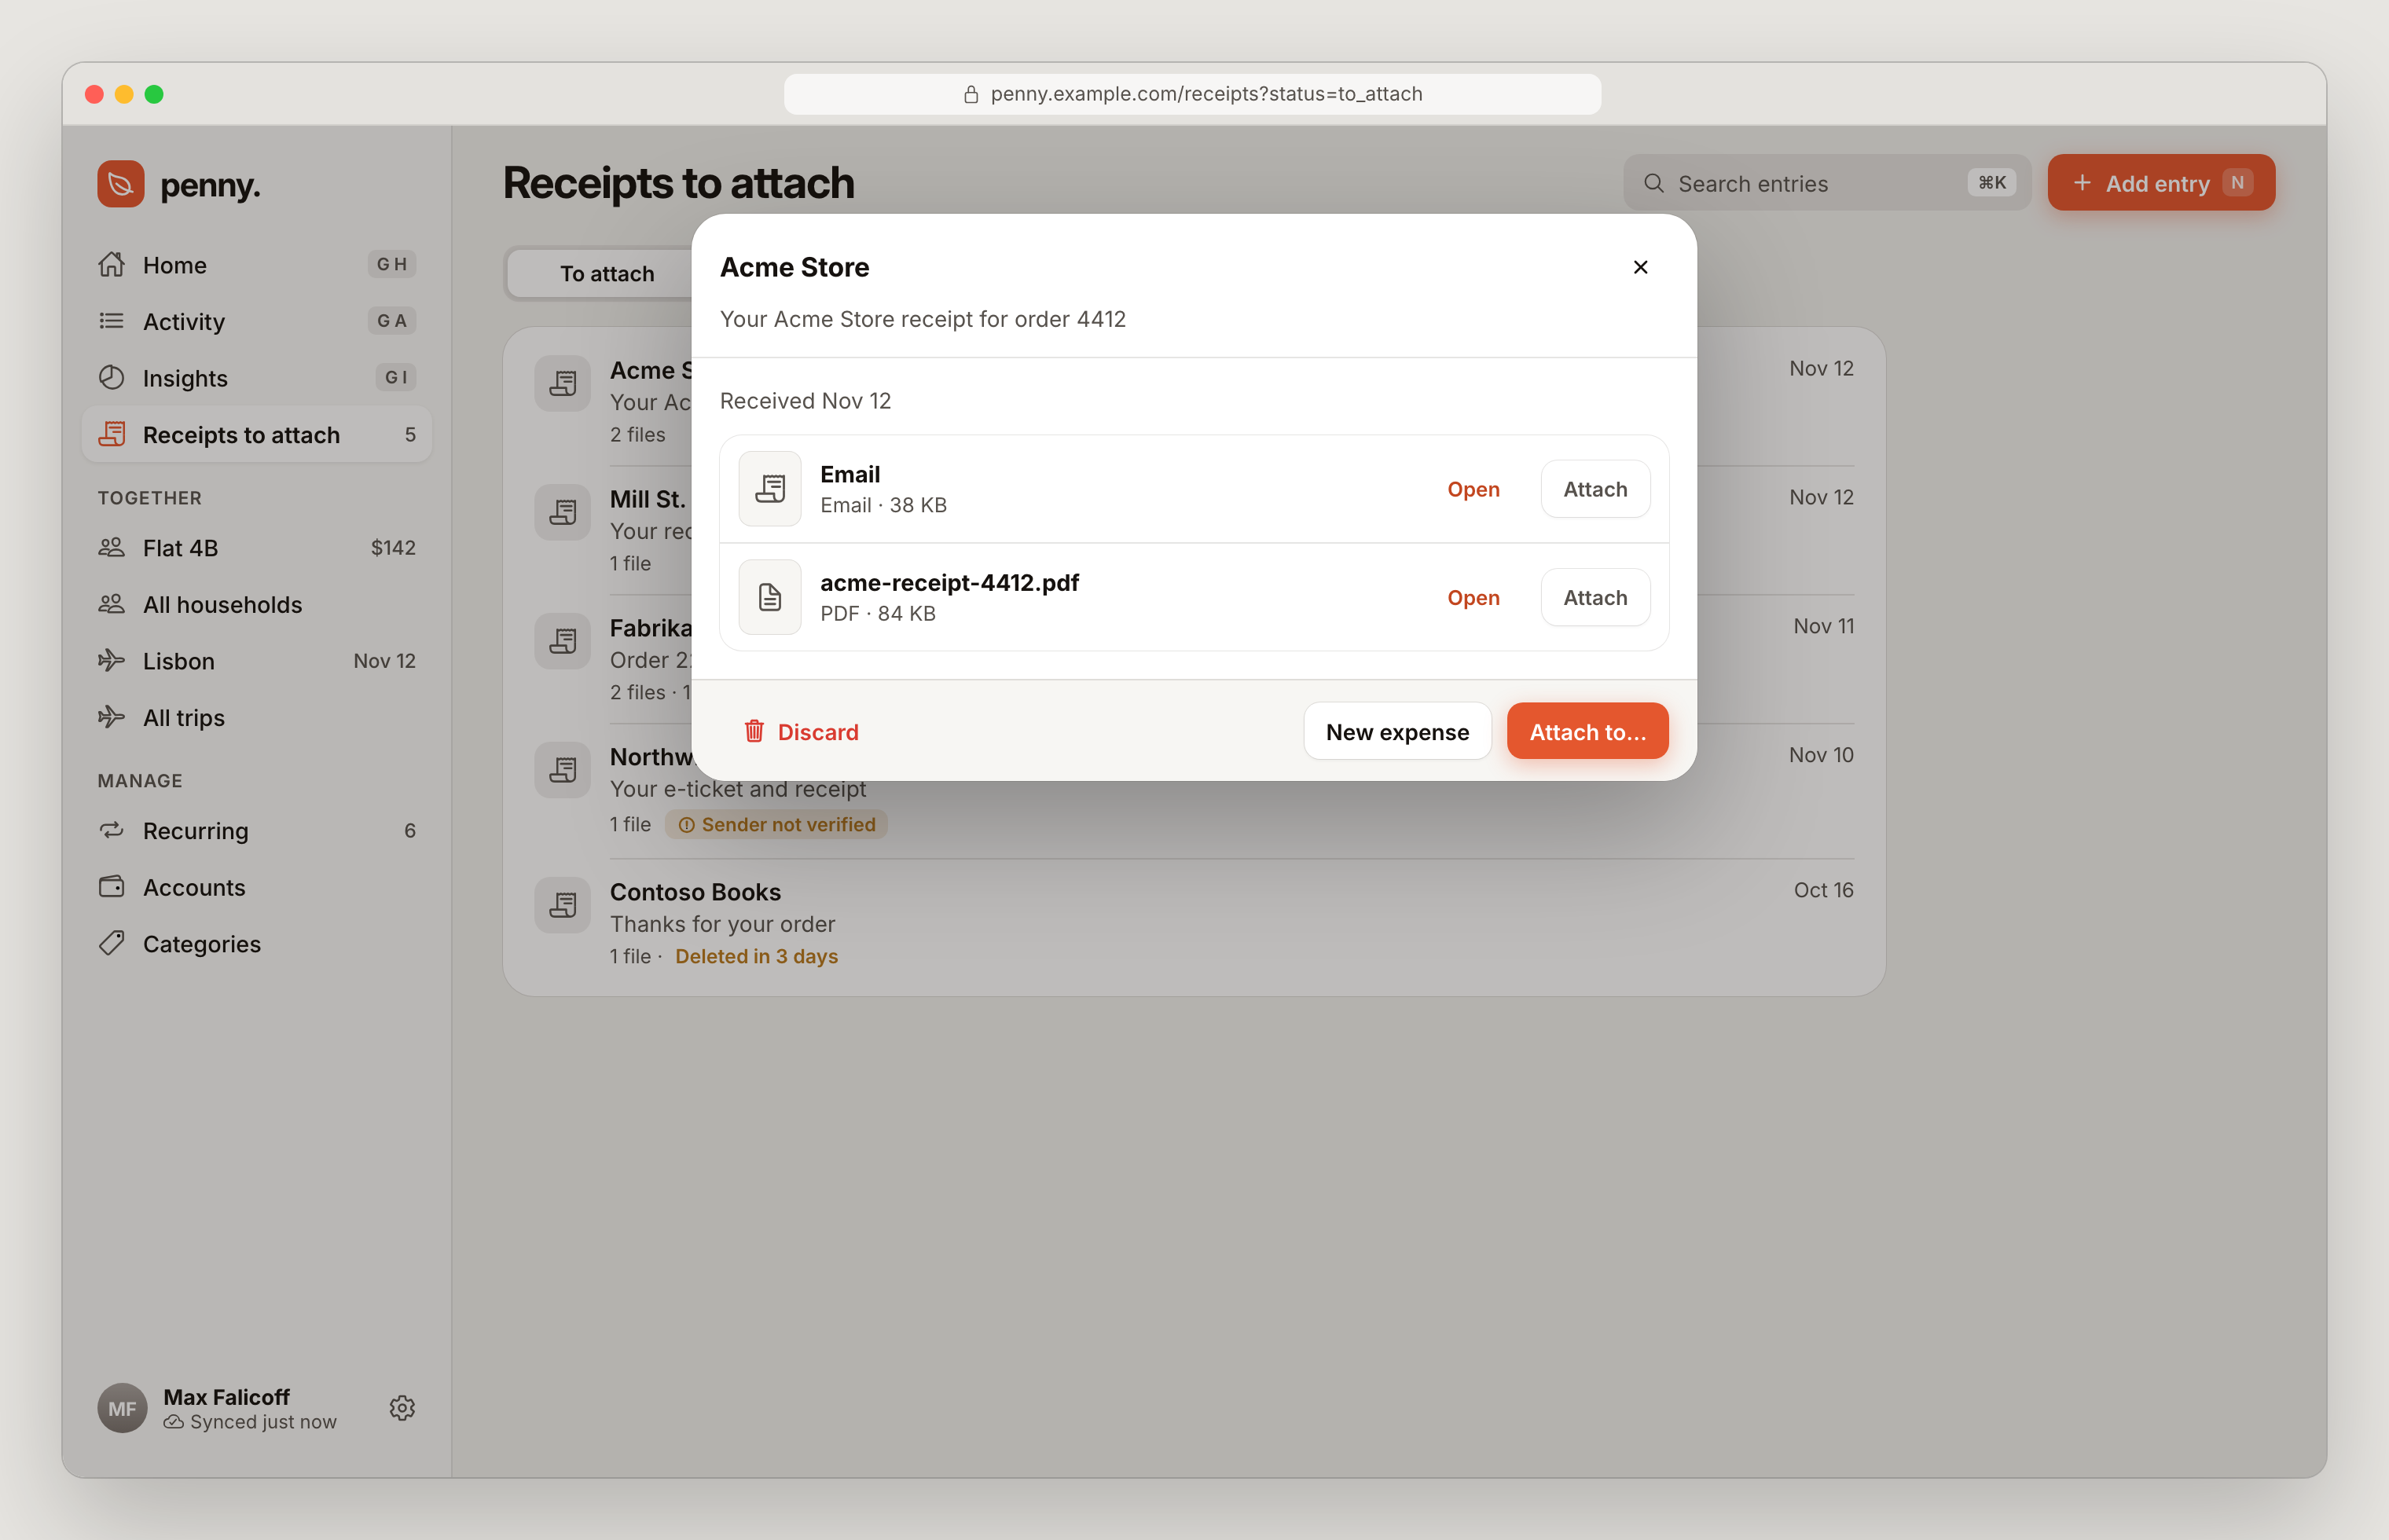 penny.example.com/receipts?status=to_attach
penny.
Home G H
Activity G A
Insights G I
Receipts to attach 5
TOGETHER
Flat 4B $142
All households
Lisbon Nov 12
All trips
MANAGE
Recurring 6
Accounts
Categories
MF Max Falicoff
Synced just now
Receipts to attach
Search entries ⌘K
+ Add entry N
To attach
Acme S
Your Ac
2 files
Nov 12
Mill St.
Your rec
1 file
Nov 12
Fabrika
Order 2
2 files · 1
Nov 11
Northw
Your e-ticket and receipt
1 file Sender not verified
Nov 10
Contoso Books
Thanks for your order
1 file · Deleted in 3 days
Oct 16
Acme Store
Your Acme Store receipt for order 4412
Received Nov 12
Email
Email · 38 KB
Open Attach
acme-receipt-4412.pdf
PDF · 84 KB
Open Attach
Discard
New expense
Attach to...